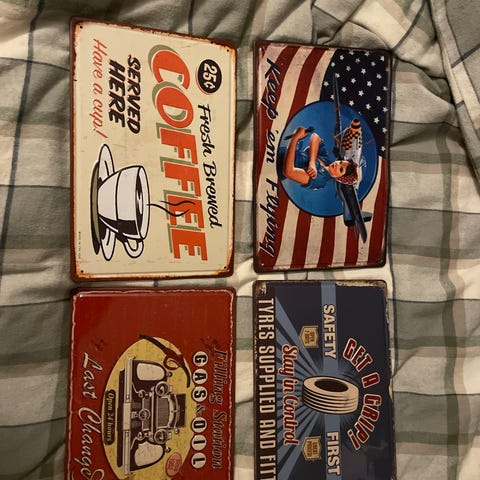 25¢
Fresh Brewed
COFFEE
SERVED
HERE
Have a cup!
Keep 'em Flying
Filling Station
GAS & OIL
Open 24 hours
Last Chance
GET A GRIP!
SAFETY
FIRST
Stay in Control
TYRES SUPPLIED AND FIT